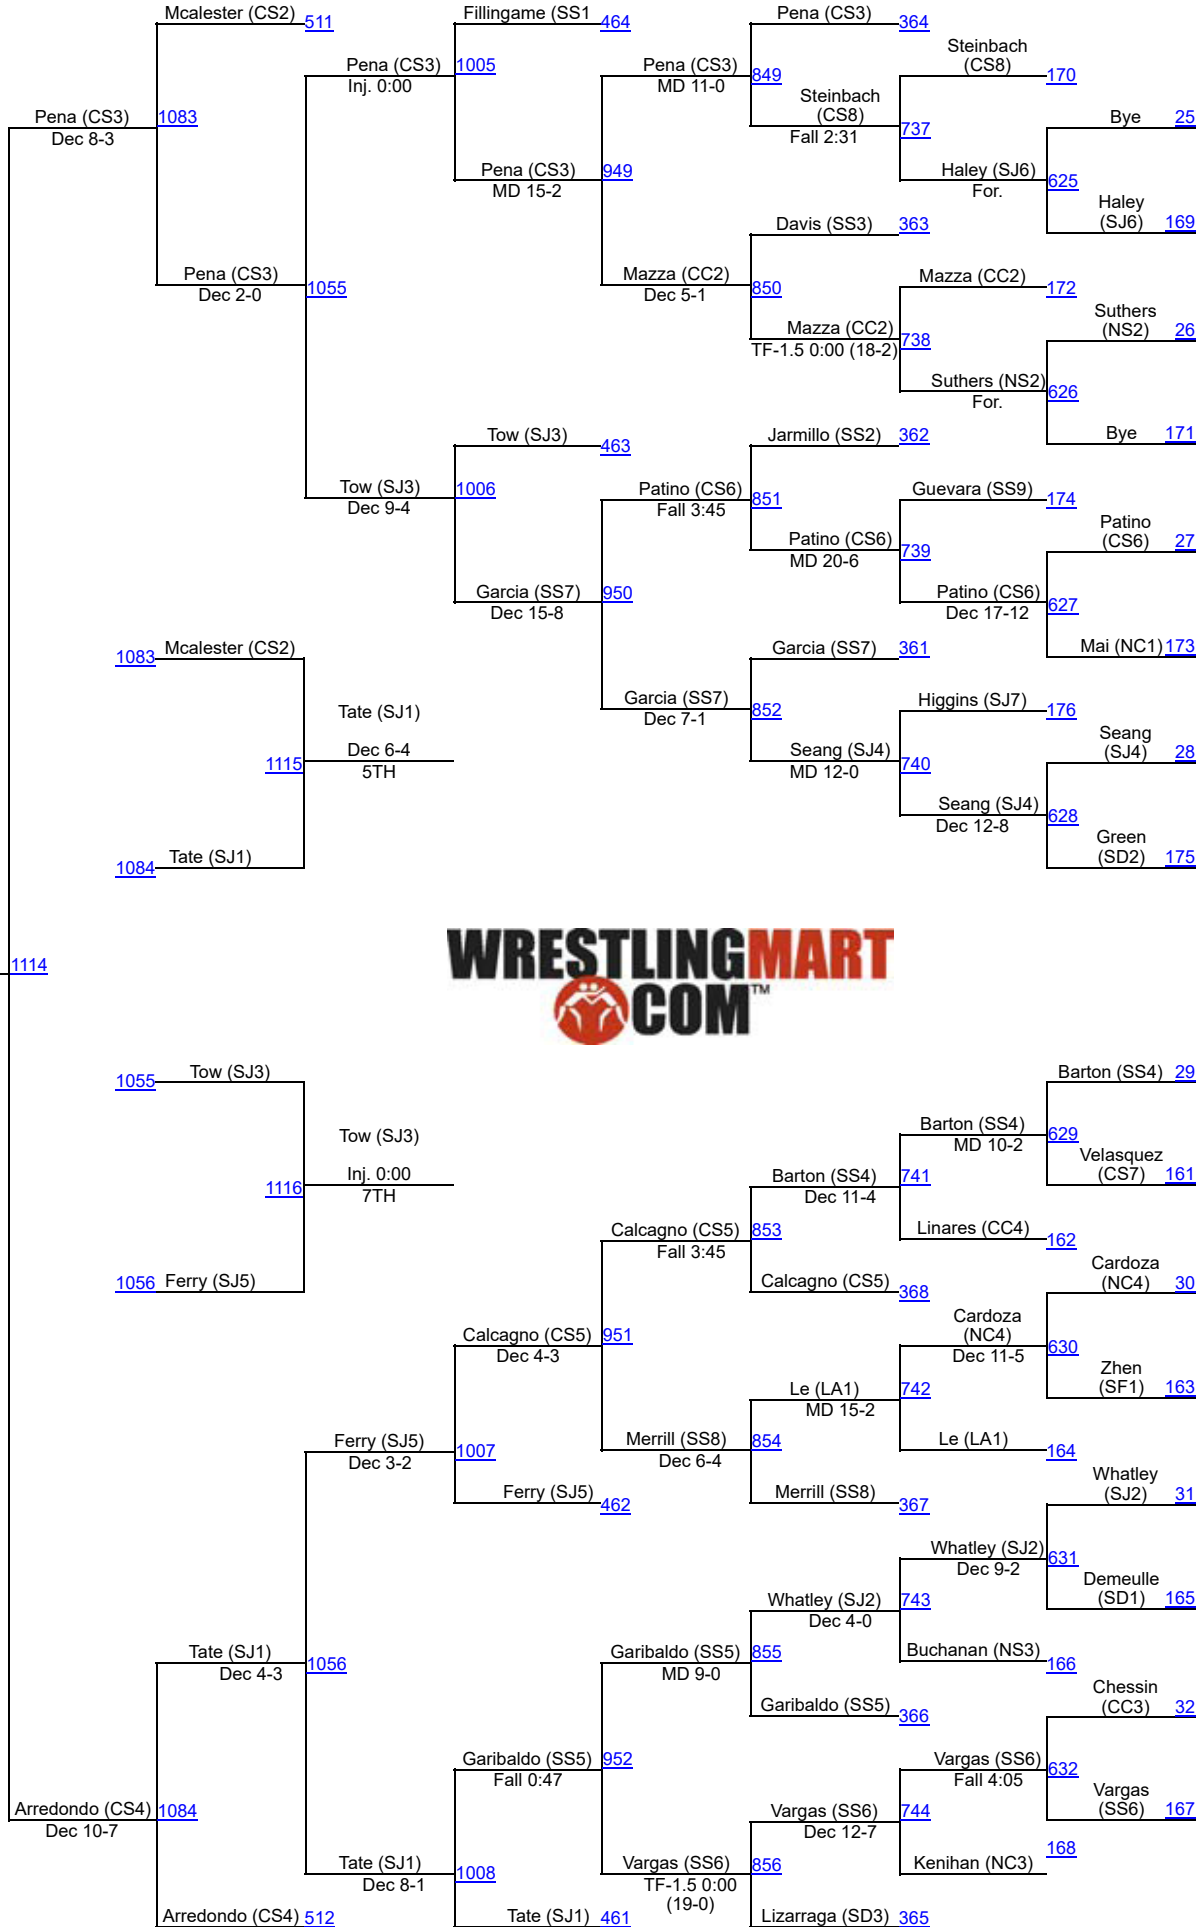 Mcalester (CS2) 511
Fillingame (SS1 464
Pena (CS3) 364
Steinbach
(CS8) 170
Pena (CS3) 1005
Inj. 0:00
Pena (CS3) 849
MD 11-0
Steinbach
(CS8) 737
Fall 2:31
Pena (CS3) 1083
Dec 8-3
Bye 25
Haley (SJ6) 625
For.
Pena (CS3) 949
MD 15-2
Haley
(SJ6) 169
Davis (SS3) 363
Pena (CS3) 1055
Dec 2-0
Mazza (CC2) 850
Dec 5-1
Mazza (CC2) 172
Suthers
(NS2) 26
Mazza (CC2) 738
TF-1.5 0:00 (18-2)
Suthers (NS2) 626
For.
Tow (SJ3) 463
Jarmillo (SS2) 362
Bye 171
Tow (SJ3) 1006
Dec 9-4
Patino (CS6) 851
Fall 3:45
Guevara (SS9) 174
Patino
(CS6) 27
Patino (CS6) 739
MD 20-6
Garcia (SS7) 950
Dec 15-8
Patino (CS6) 627
Dec 17-12
1083 Mcalester (CS2)
Garcia (SS7) 361
Mai (NC1) 173
Garcia (SS7) 852
Dec 7-1
Higgins (SJ7) 176
Tate (SJ1)
1115 Dec 6-4
5TH
Seang
(SJ4) 28
Seang (SJ4) 740
MD 12-0
Seang (SJ4) 628
Dec 12-8
1084 Tate (SJ1)
Green
(SD2) 175
WRESTLINGMART
COM™
1114
1055 Tow (SJ3)
Barton (SS4) 29
Tow (SJ3)
1116 Inj. 0:00
7TH
Barton (SS4) 629
MD 10-2
Velasquez
(CS7) 161
Barton (SS4) 741
Dec 11-4
Calcagno (CS5) 853
Fall 3:45
Linares (CC4) 162
1056 Ferry (SJ5)
Calcagno (CS5) 368
Cardoza
(NC4) 30
Calcagno (CS5) 951
Dec 4-3
Cardoza
(NC4) 630
Dec 11-5
Zhen
(SF1) 163
Le (LA1) 742
MD 15-2
Ferry (SJ5) 1007
Dec 3-2
Merrill (SS8) 854
Dec 6-4
Le (LA1) 164
Ferry (SJ5) 462
Merrill (SS8) 367
Whatley
(SJ2) 31
Whatley (SJ2) 631
Dec 9-2
Demeulle
(SD1) 165
Whatley (SJ2) 743
Dec 4-0
Tate (SJ1) 1056
Dec 4-3
Garibaldo (SS5) 855
MD 9-0
Buchanan (NS3) 166
Garibaldo (SS5) 366
Chessin
(CC3) 32
Garibaldo (SS5) 952
Fall 0:47
Vargas (SS6) 632
Fall 4:05
Arredondo (CS4) 1084
Dec 10-7
Vargas (SS6) 744
Dec 12-7
Vargas
(SS6) 167
Tate (SJ1) 1008
Dec 8-1
Vargas (SS6) 856
TF-1.5 0:00
(19-0)
Kenihan (NC3) 168
Arredondo (CS4) 512
Tate (SJ1) 461
Lizarraga (SD3) 365